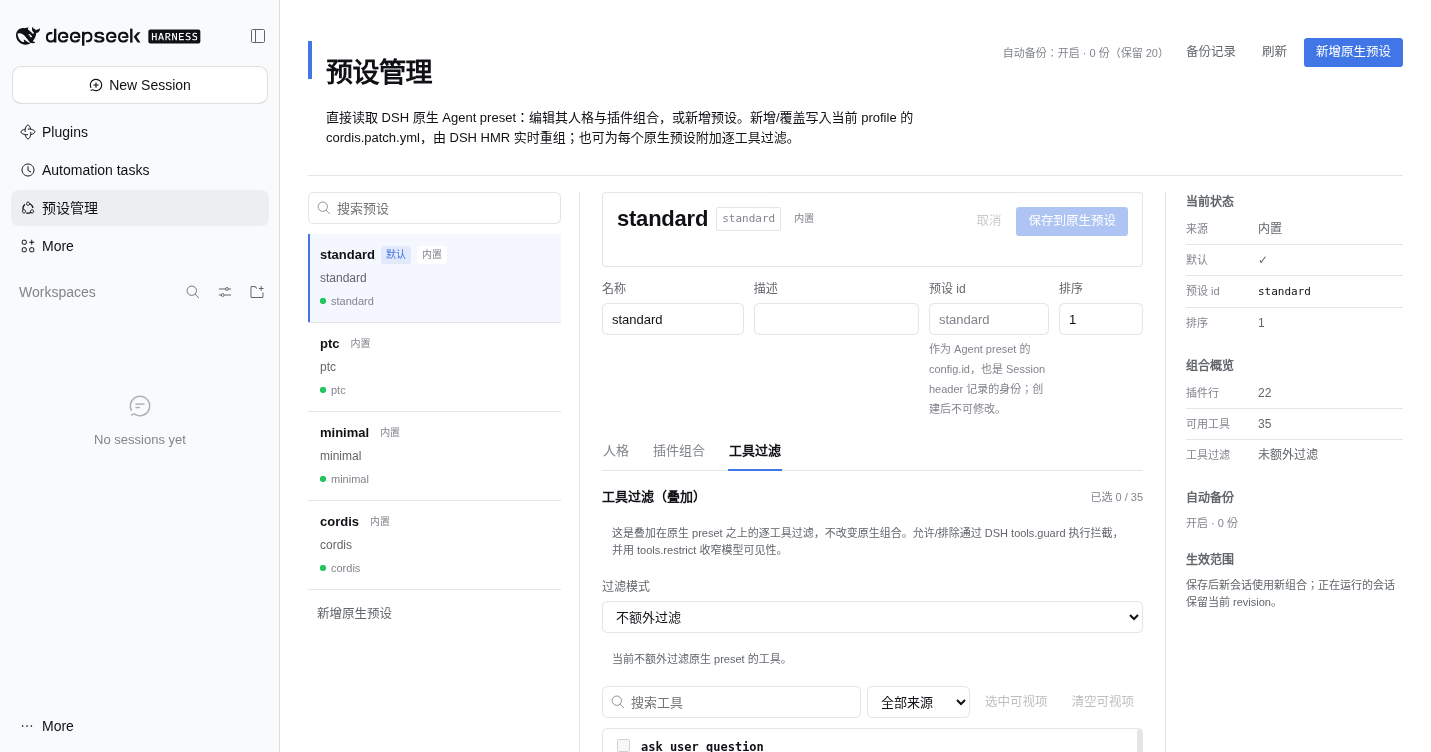 deepseek HARNESS
New Session
Plugins
Automation tasks
预设管理
More
Workspaces
No sessions yet
More
预设管理
自动备份：开启 · 0 份（保留 20）
备份记录
刷新
新增原生预设
直接读取 DSH 原生 Agent preset：编辑其人格与插件组合，或新增预设。新增/覆盖写入当前 profile 的
cordis.patch.yml，由 DSH HMR 实时重组；也可为每个原生预设附加逐工具过滤。
搜索预设
standard 默认 内置
standard
standard
ptc 内置
ptc
ptc
minimal 内置
minimal
minimal
cordis 内置
cordis
cordis
新增原生预设
standard standard 内置
取消
保存到原生预设
名称
standard
描述
预设 id
standard
作为 Agent preset 的
config.id，也是 Session
header 记录的身份；创
建后不可修改。
排序
1
人格
插件组合
工具过滤
工具过滤（叠加）
已选 0 / 35
这是叠加在原生 preset 之上的逐工具过滤，不改变原生组合。允许/排除通过 DSH tools.guard 执行拦截，
并用 tools.restrict 收窄模型可见性。
过滤模式
不额外过滤
当前不额外过滤原生 preset 的工具。
搜索工具
全部来源
选中可视项
清空可视项
ask_user_question
当前状态
来源 内置
默认 ✓
预设 id standard
排序 1
组合概览
插件行 22
可用工具 35
工具过滤 未额外过滤
自动备份
开启 · 0 份
生效范围
保存后新会话使用新组合；正在运行的会话
保留当前 revision。